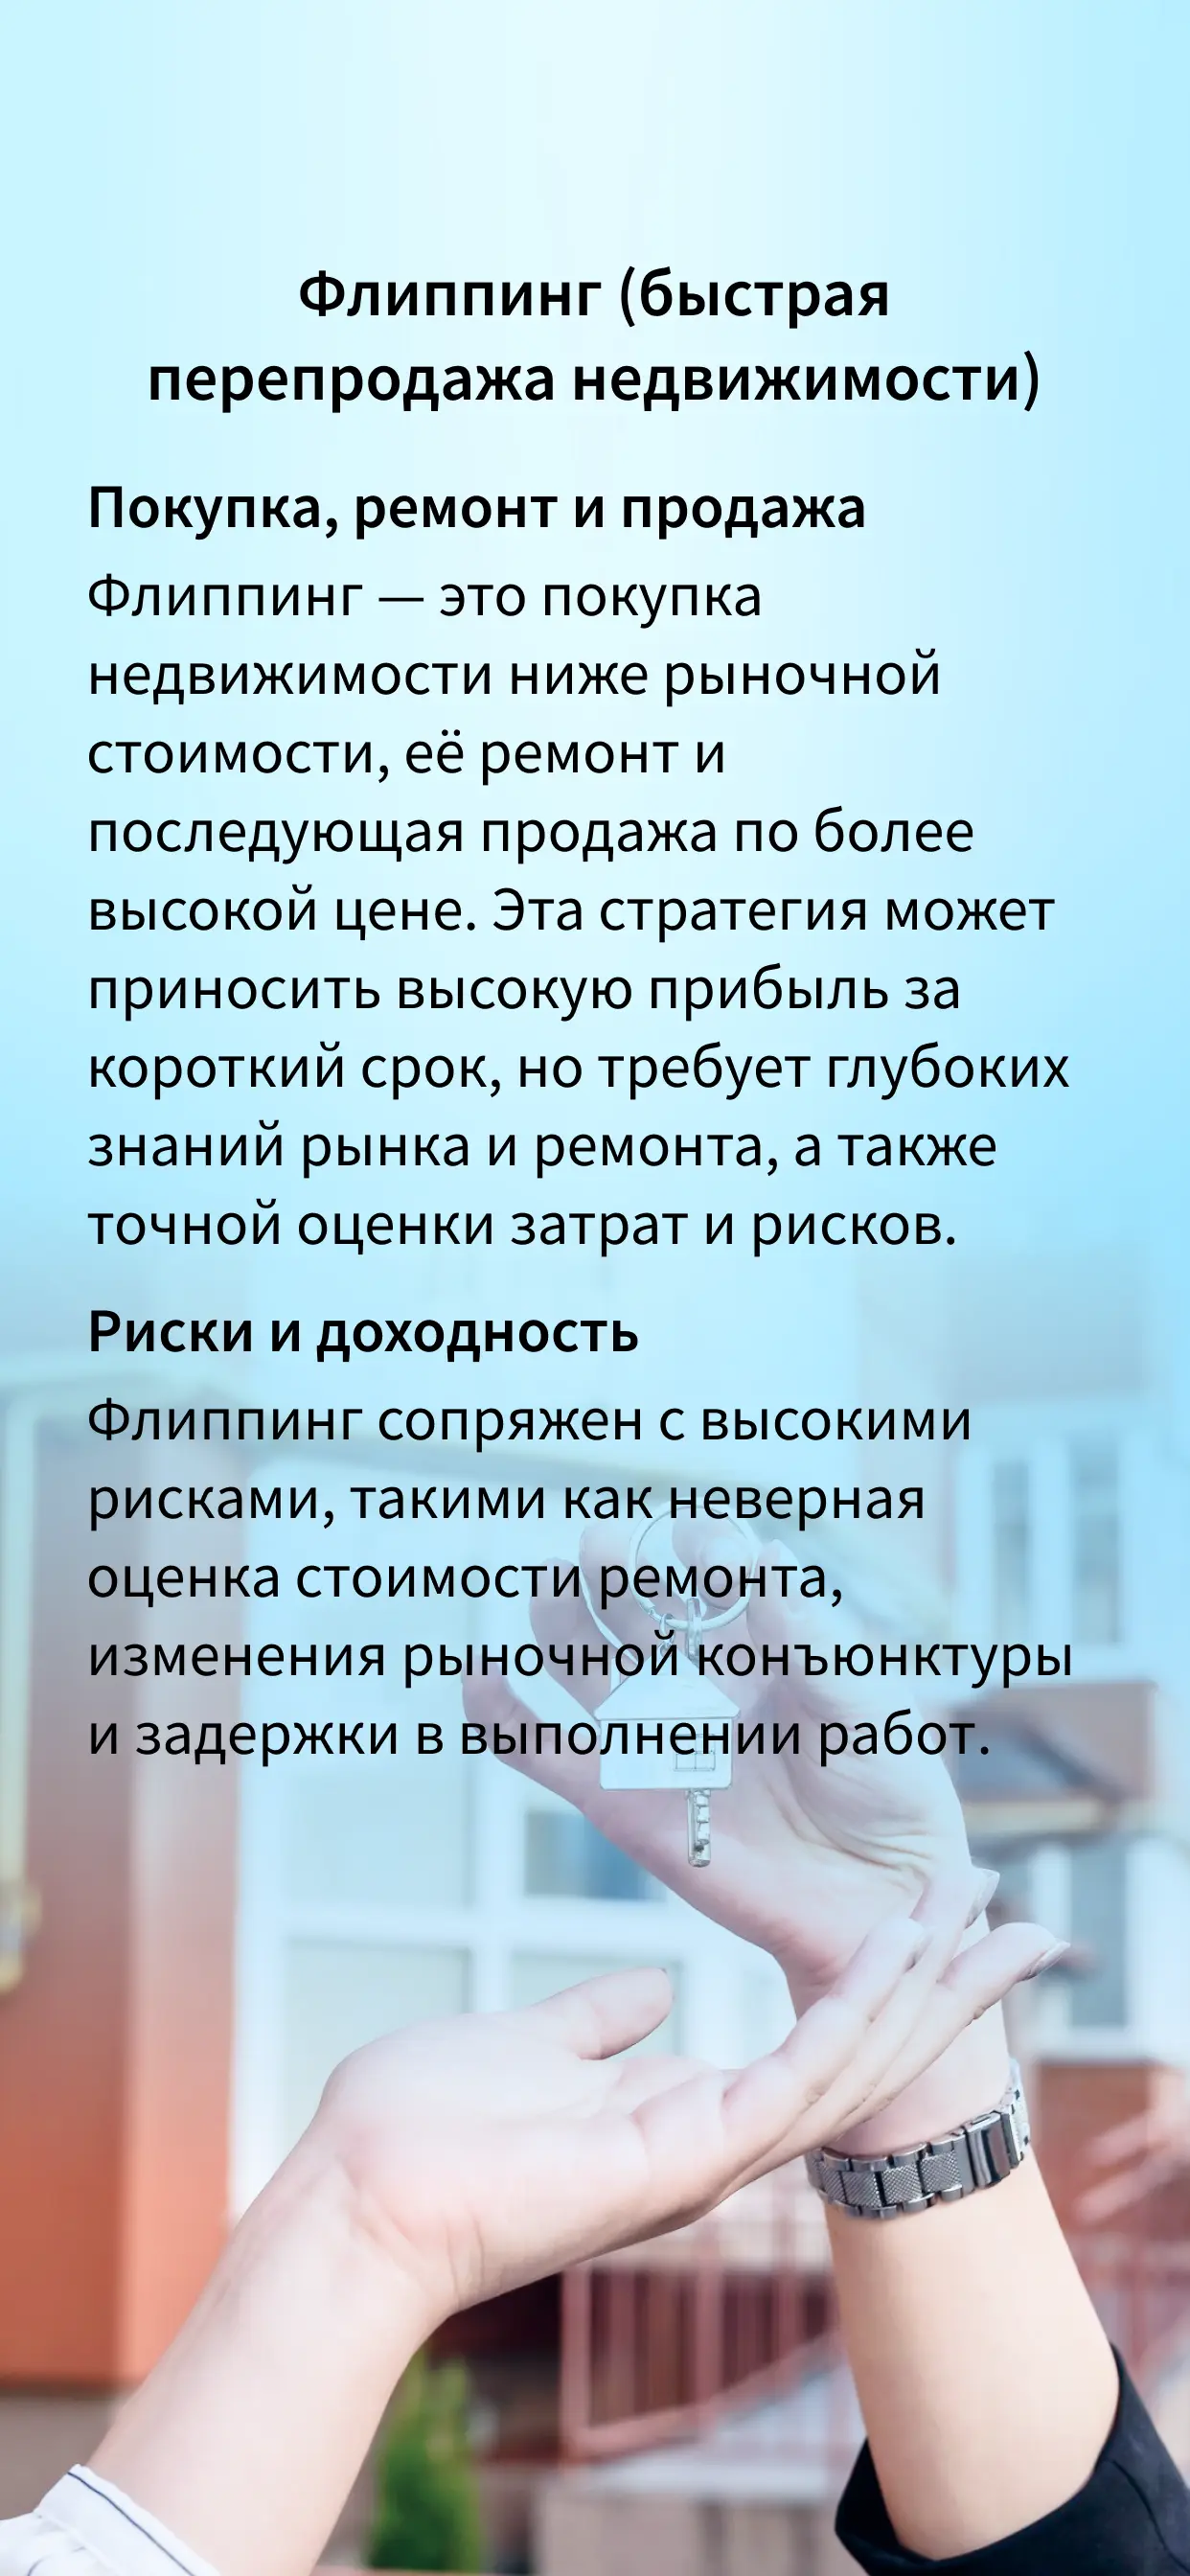 Флиппинг (быстрая
перепродажа недвижимости)
Покупка, ремонт и продажа
Флиппинг — это покупка
недвижимости ниже рыночной
стоимости, её ремонт и
последующая продажа по более
высокой цене. Эта стратегия может
приносить высокую прибыль за
короткий срок, но требует глубоких
знаний рынка и ремонта, а также
точной оценки затрат и рисков.
Риски и доходность
Флиппинг сопряжен с высокими
рисками, такими как неверная
оценка стоимости ремонта,
изменения рыночной конъюнктуры
и задержки в выполнении работ.